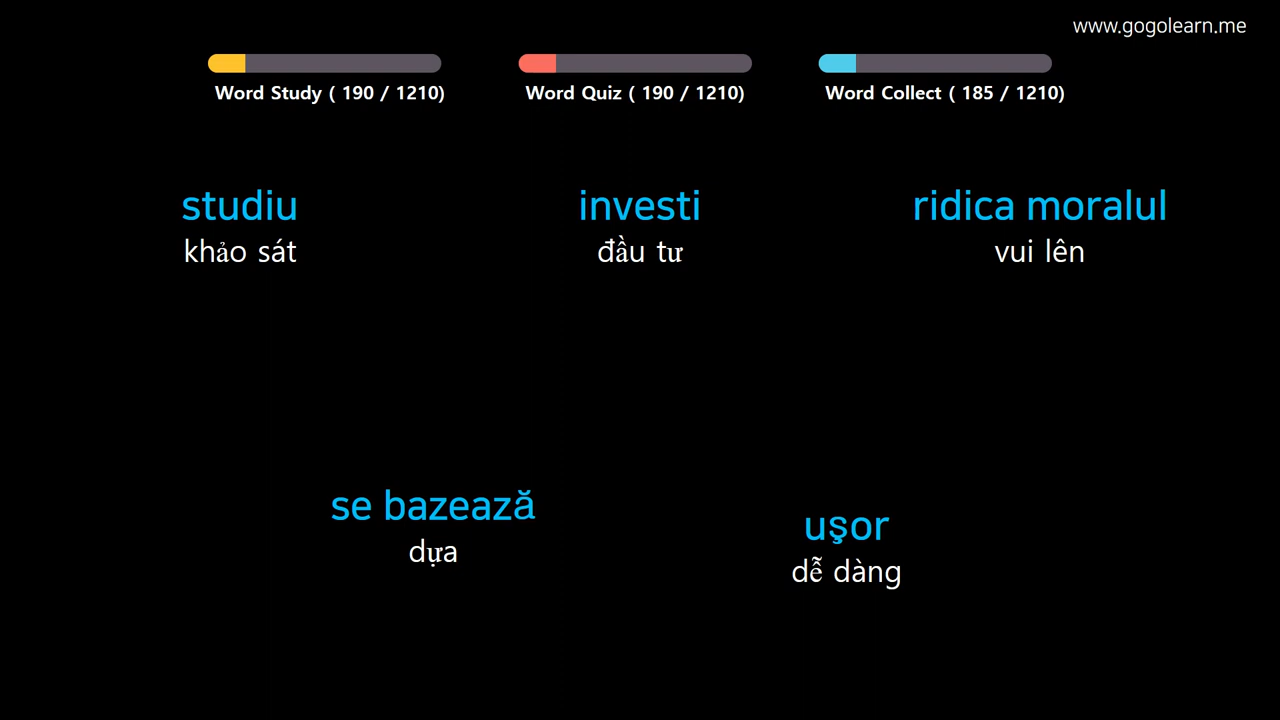 www.gogolearn.me
Word Study ( 190 / 1210)
Word Quiz ( 190 / 1210)
Word Collect ( 185 / 1210)
studiu
khảo sát
investi
đầu tư
ridica moralul
vui lên
se bazează
dựa
uşor
dễ dàng